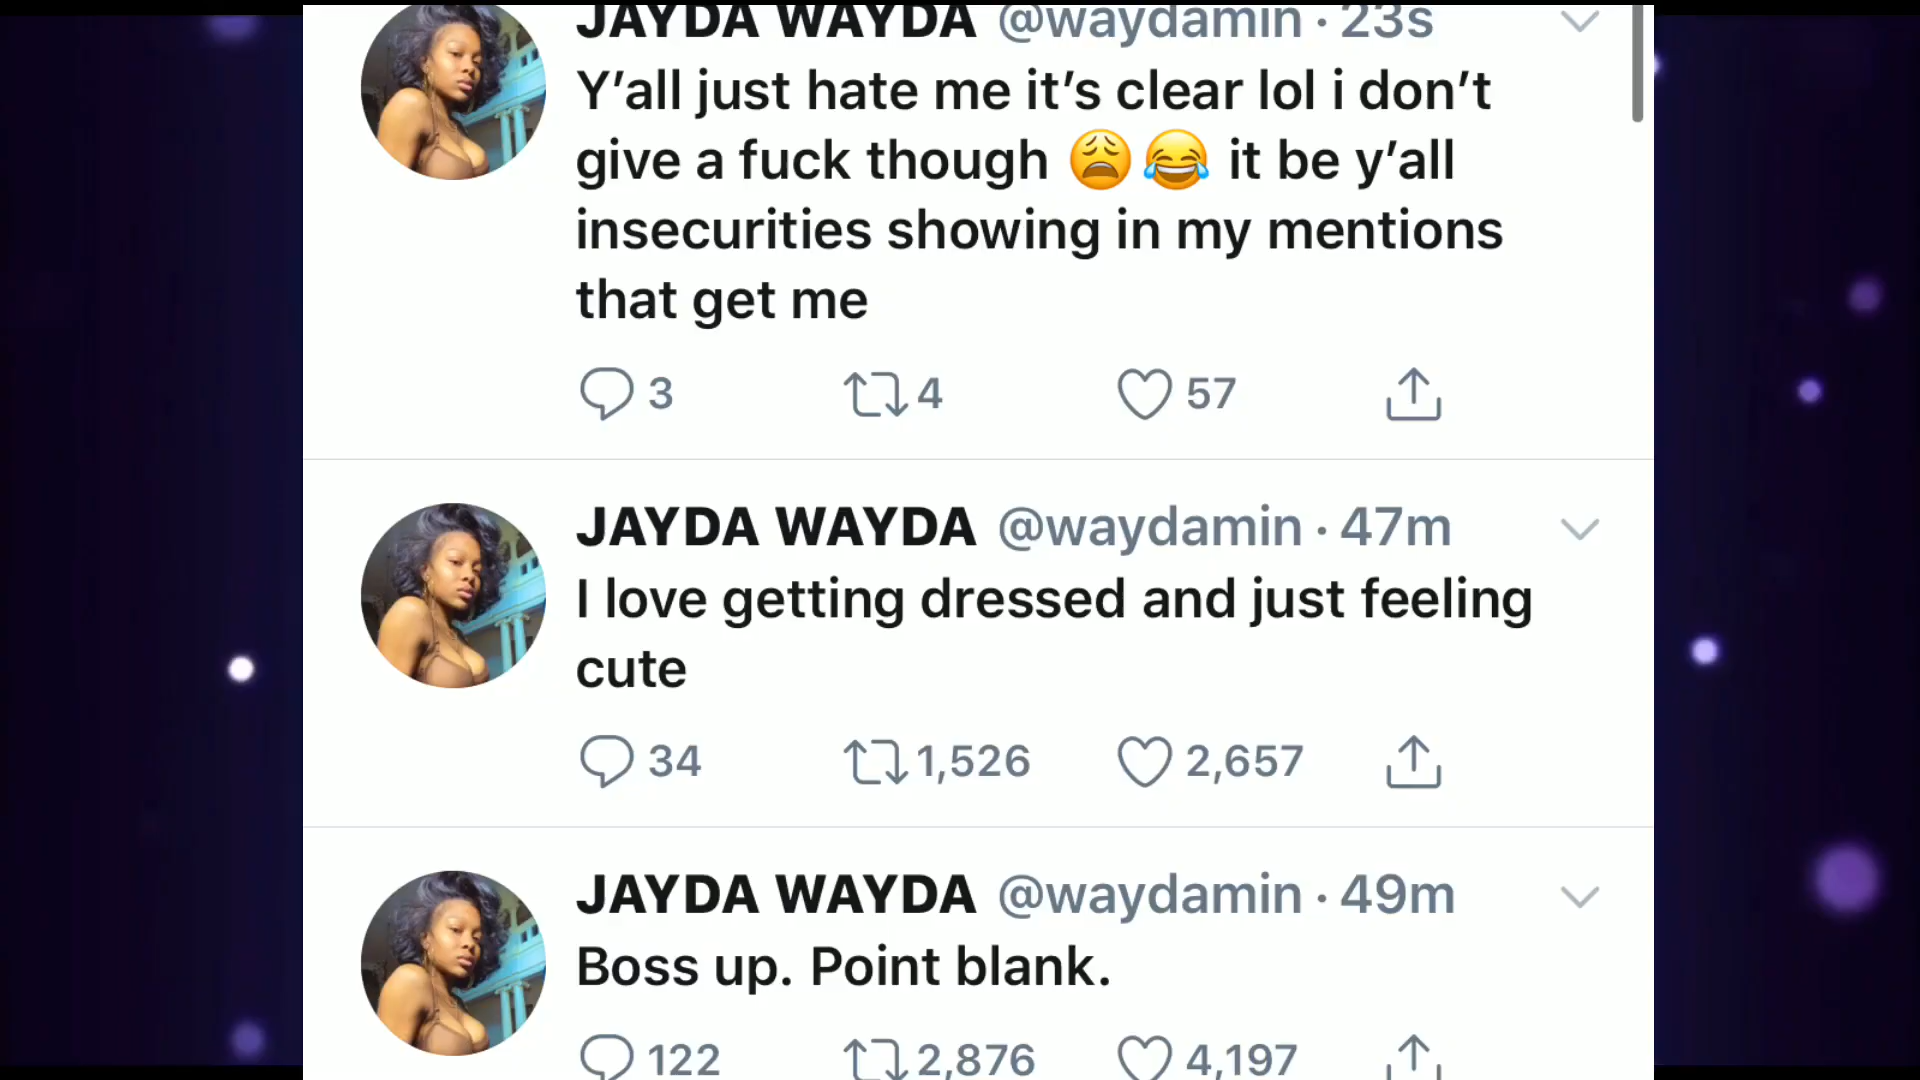 JAYDA WAYDA @waydamin · 23s
Y’all just hate me it’s clear lol i don’t
give a fuck though 😩😂 it be y’all
insecurities showing in my mentions
that get me
3 4 57
JAYDA WAYDA @waydamin · 47m
I love getting dressed and just feeling
cute
34 1,526 2,657
JAYDA WAYDA @waydamin · 49m
Boss up. Point blank.
122 2,876 4,197